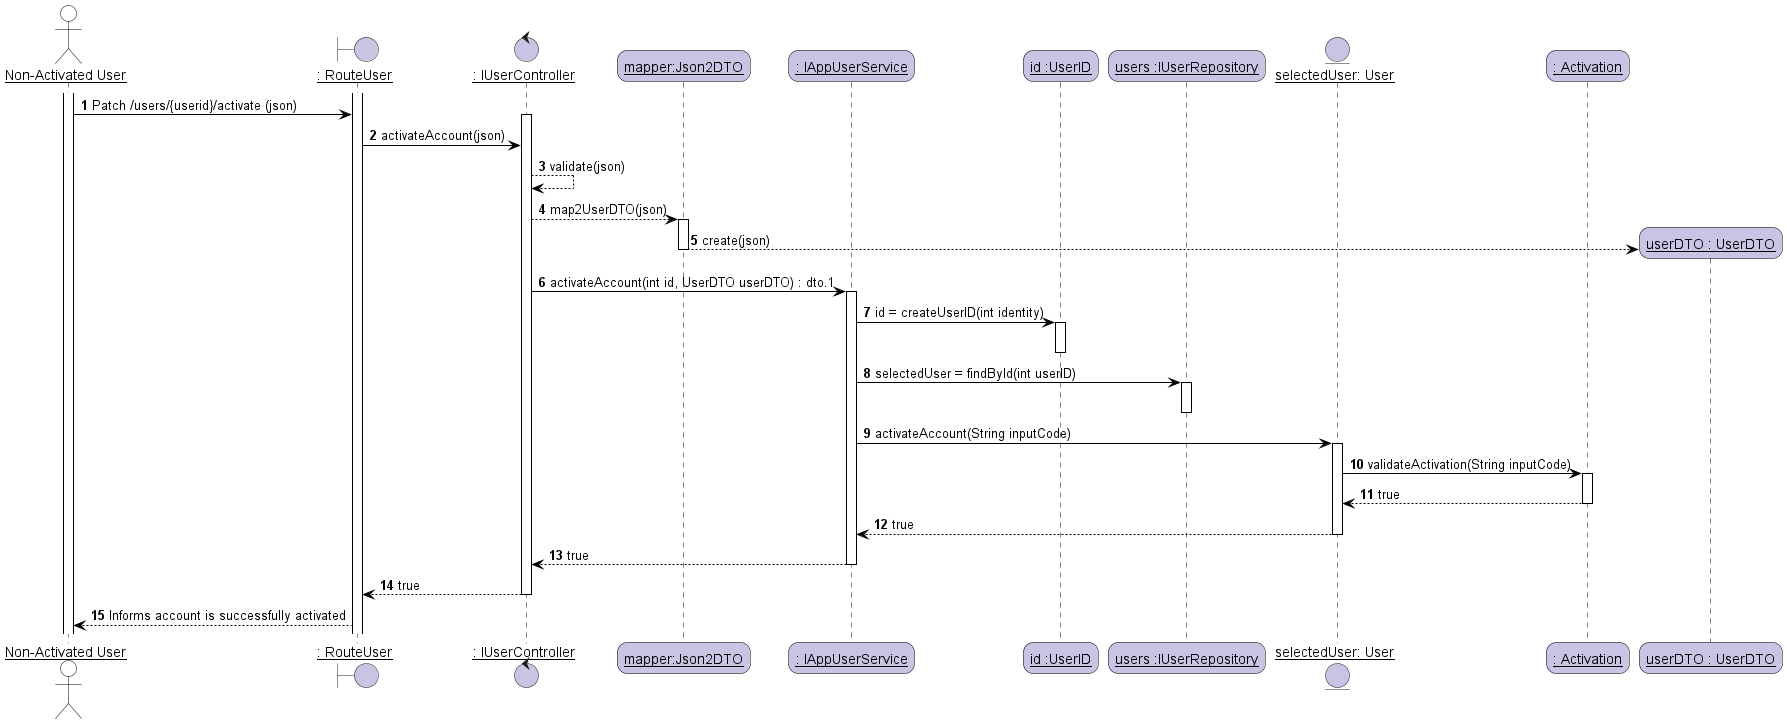 Non-Activated User
: RouteUser
: IUserController
mapper:Json2DTO
: IAppUserService
id :UserID
users :IUserRepository
selectedUser: User
: Activation
1 Patch /users/{userid}/activate (json)
2 activateAccount(json)
3 validate(json)
4 map2UserDTO(json)
5 create(json)
userDTO : UserDTO
6 activateAccount(int id, UserDTO userDTO) : dto.1
7 id = createUserID(int identity)
8 selectedUser = findById(int userID)
9 activateAccount(String inputCode)
10 validateActivation(String inputCode)
11 true
12 true
13 true
14 true
15 Informs account is successfully activated
Non-Activated User
: RouteUser
: IUserController
mapper:Json2DTO
: IAppUserService
id :UserID
users :IUserRepository
selectedUser: User
: Activation
userDTO : UserDTO